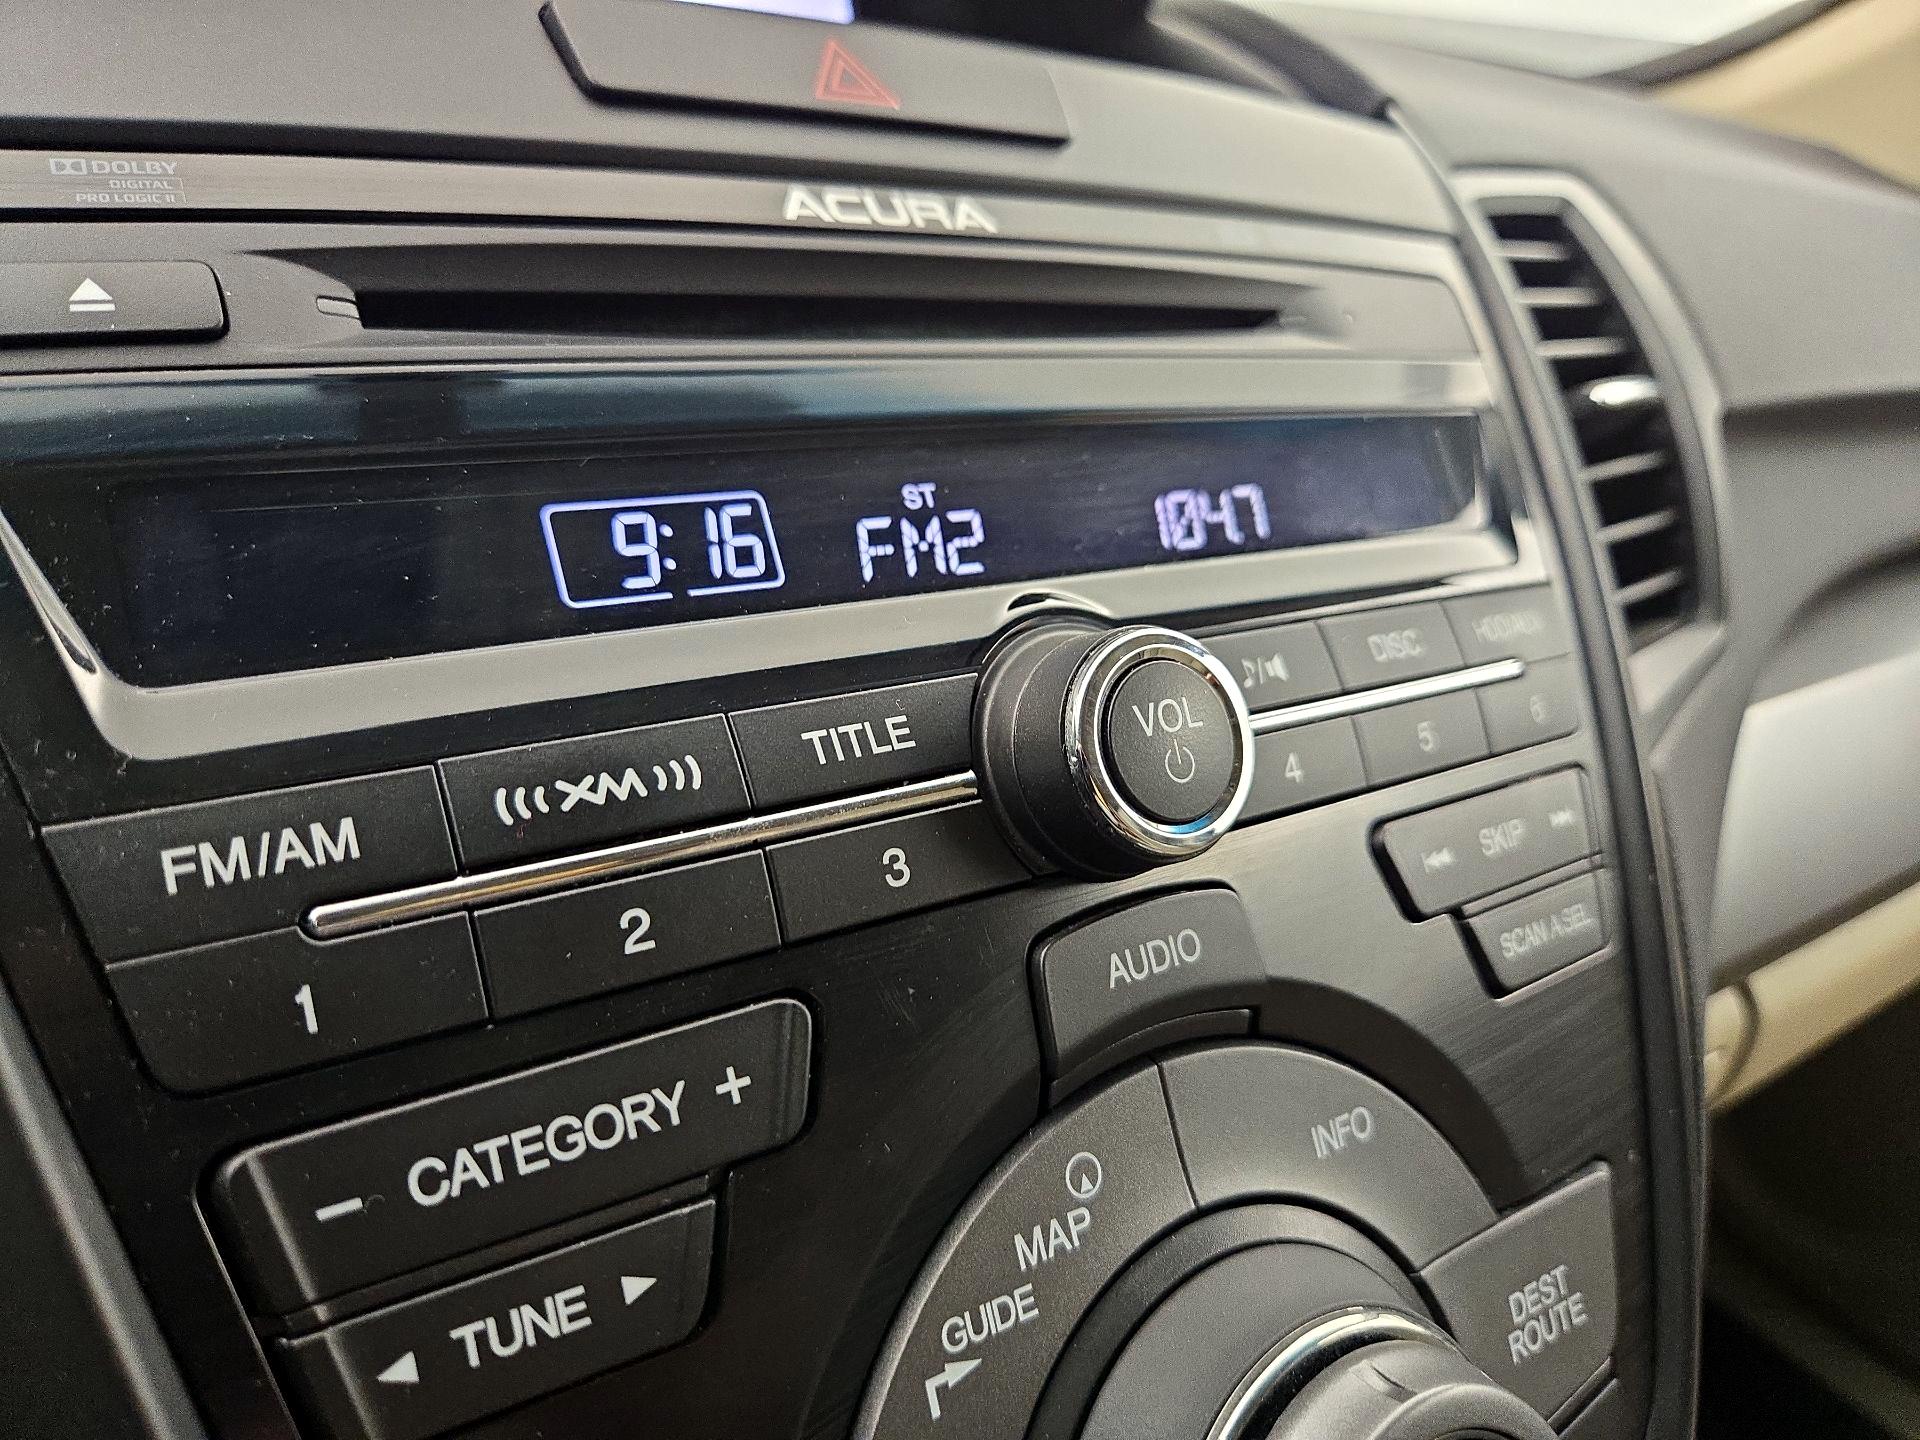 DOLBY
DIGITAL
PRO LOGIC II
ACURA
9:16
ST
FM2
104.7
FM/AM
XM
TITLE
VOL
DISC
1
2
3
4
5
6
SKIP
SCAN A.SEL
AUDIO
CATEGORY
TUNE
INFO
MAP
GUIDE
DEST
ROUTE